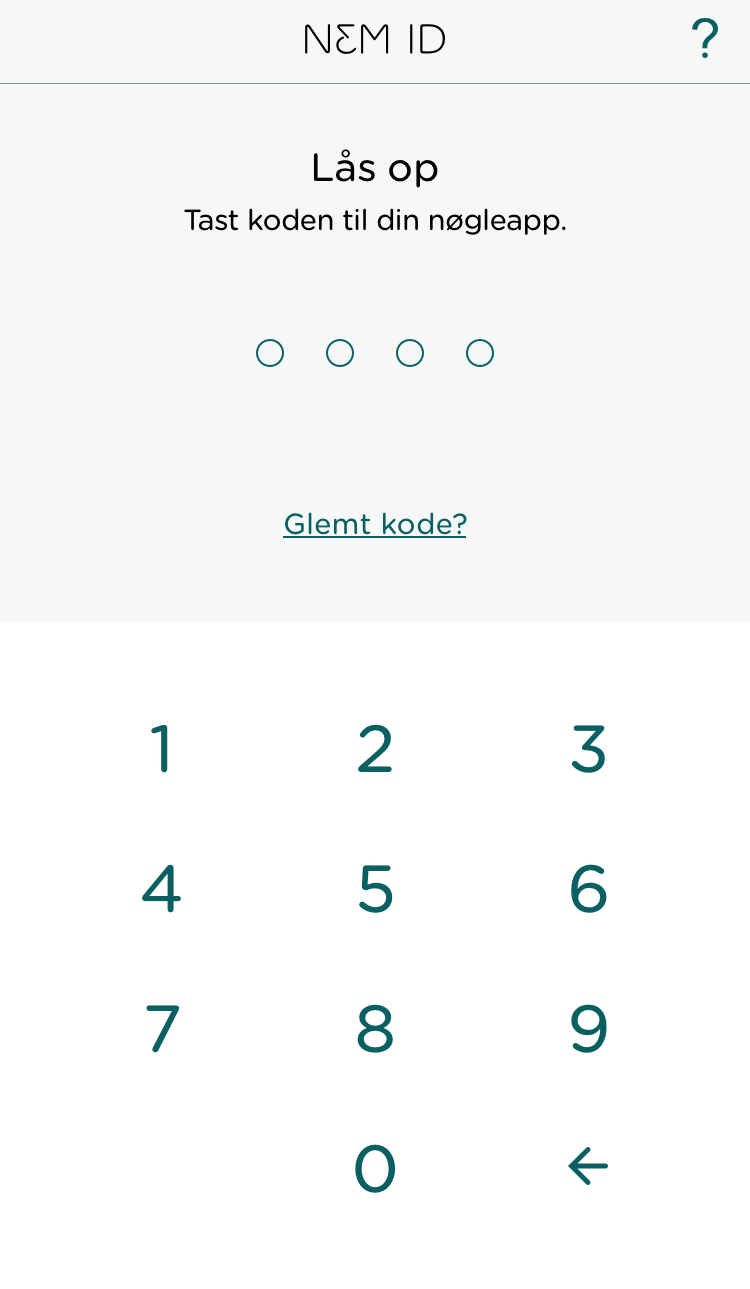 NEM ID
?
Lås op
Tast koden til din nøgleapp.
Glemt kode?
1 2 3
4 5 6
7 8 9
0